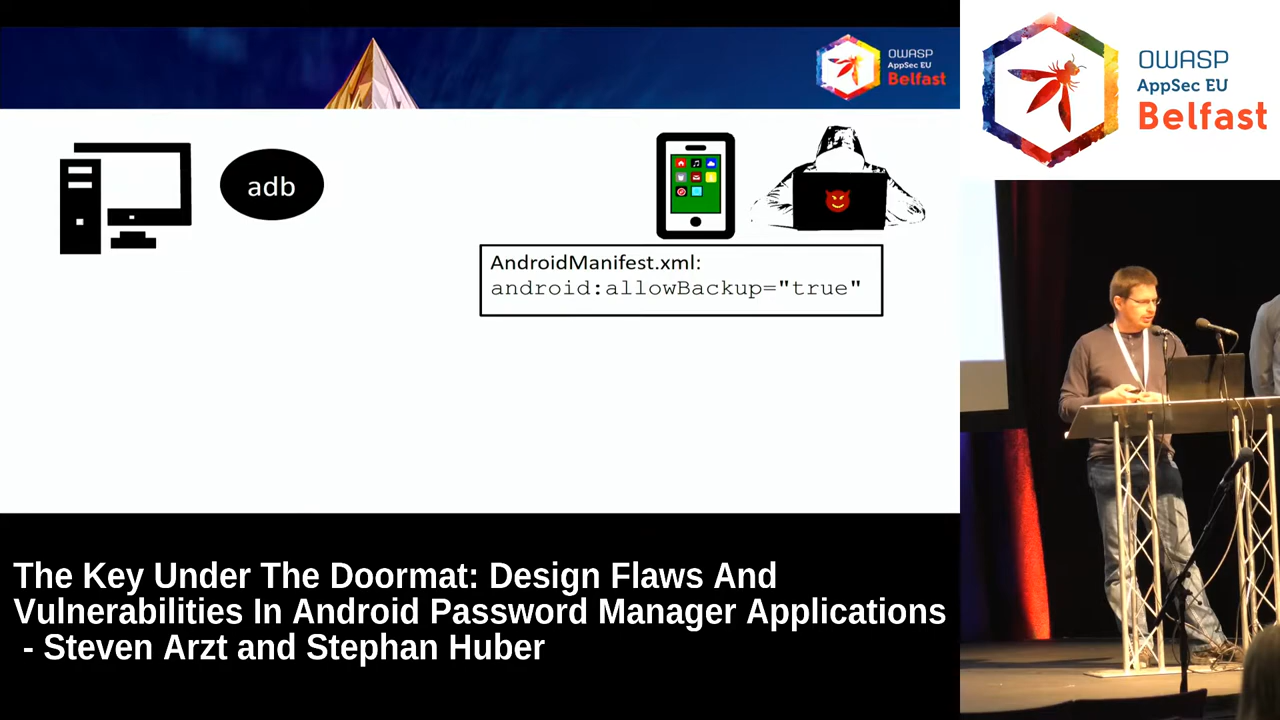 OWASP
AppSec EU
Belfast
OWASP
AppSec EU
Belfast
adb
AndroidManifest.xml:
android:allowBackup="true"
The Key Under The Doormat: Design Flaws And
Vulnerabilities In Android Password Manager Applications
- Steven Arzt and Stephan Huber